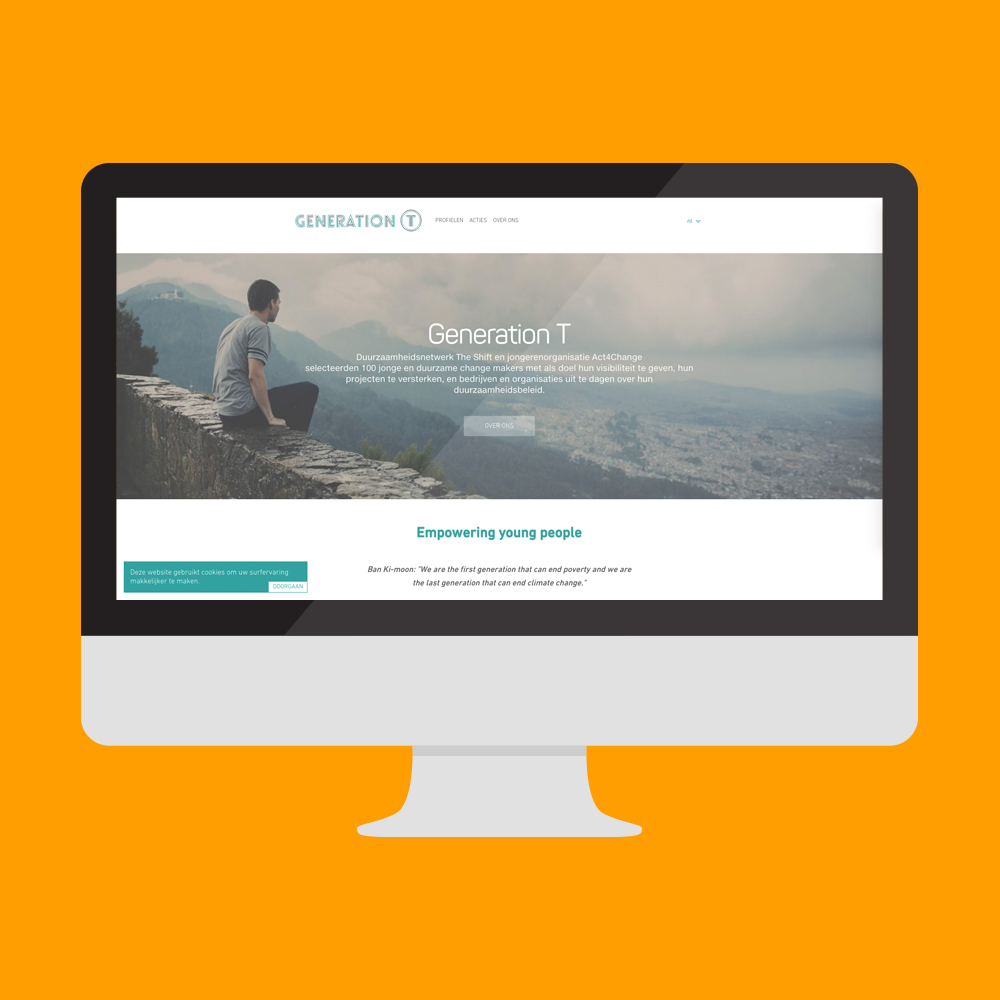 GENERATION T
PROFIELEN ACTIES OVER ONS
nl
Generation T
Duurzaamheidsnetwerk The Shift en jongerenorganisatie Act4Change
selecteerden 100 jonge en duurzame change makers met als doel hun visibiliteit te geven, hun
projecten te versterken, en bedrijven en organisaties uit te dagen over hun
duurzaamheidsbeleid.
OVER ONS
Empowering young people
Ban Ki-moon: "We are the first generation that can end poverty and we are
the last generation that can end climate change."
Deze website gebruikt cookies om uw surfervaring
makkelijker te maken.
DOORGAAN